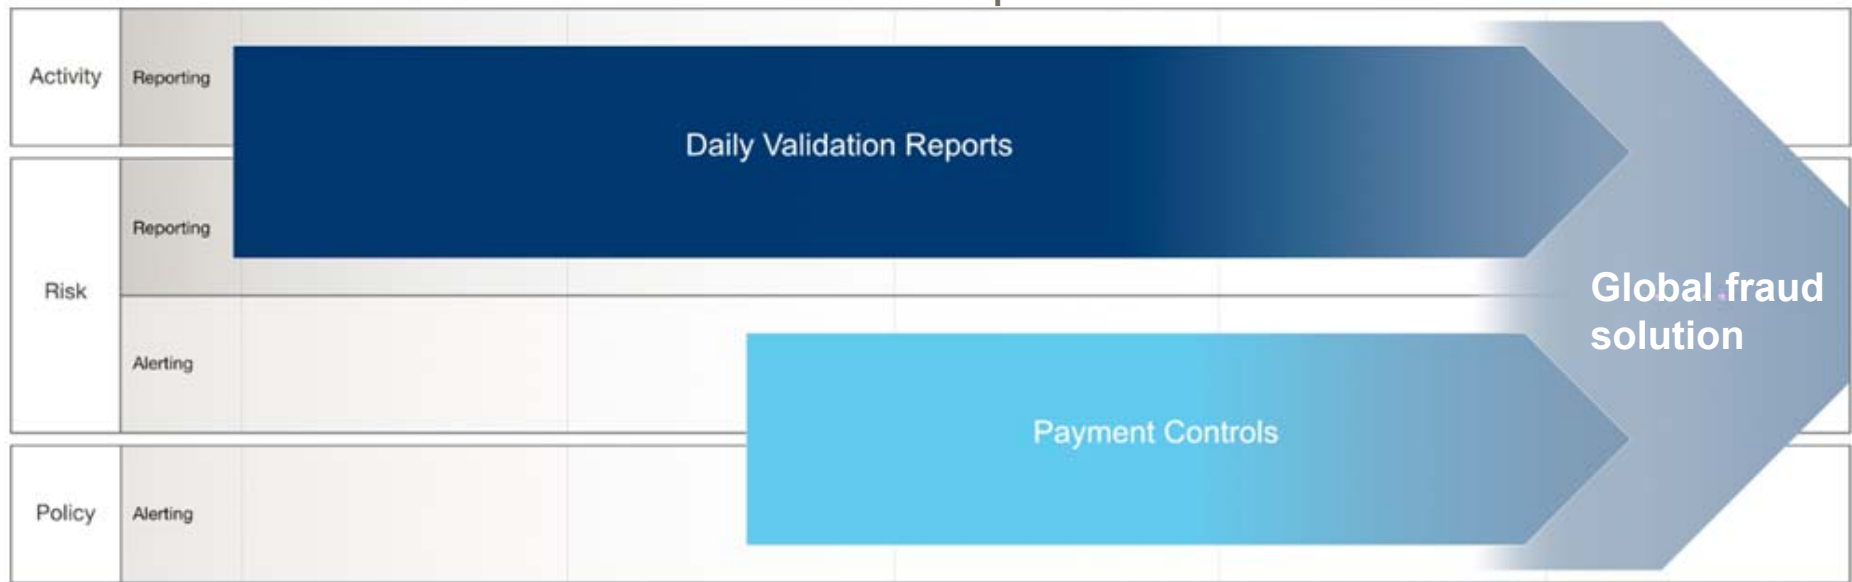 Activity
Reporting
Daily Validation Reports
Risk
Reporting
Alerting
Global fraud
solution
Payment Controls
Policy
Alerting